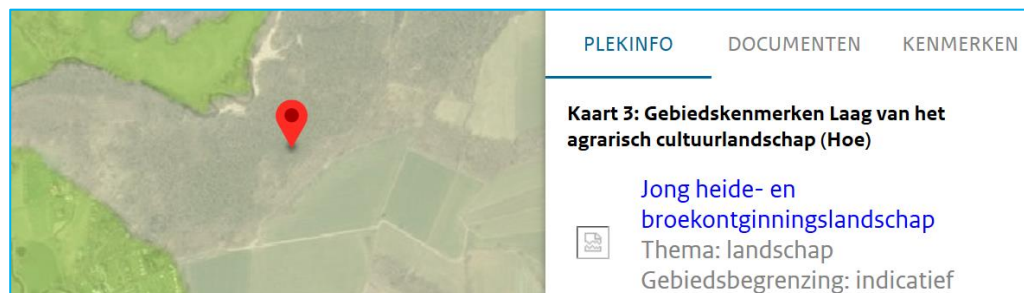 PLEKINFO DOCUMENTEN KENMERKEN
Kaart 3: Gebiedskenmerken Laag van het
agrarisch cultuurlandschap (Hoe)
Jong heide- en
broekontginningslandschap
Thema: landschap
Gebiedsbegrenzing: indicatief